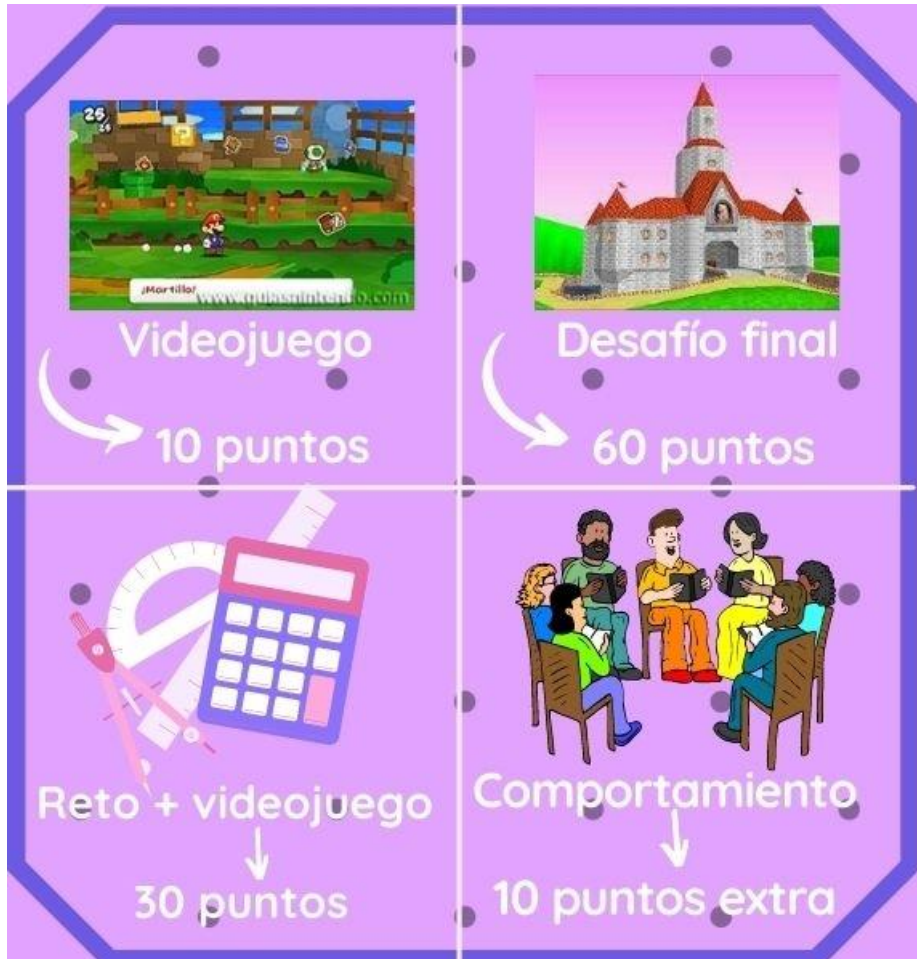 26
¡Martillo!
www.guiasnintendo.com
Videojuego
10 puntos
Desafío final
60 puntos
Reto + videojuego
30 puntos
Comportamiento
10 puntos extra